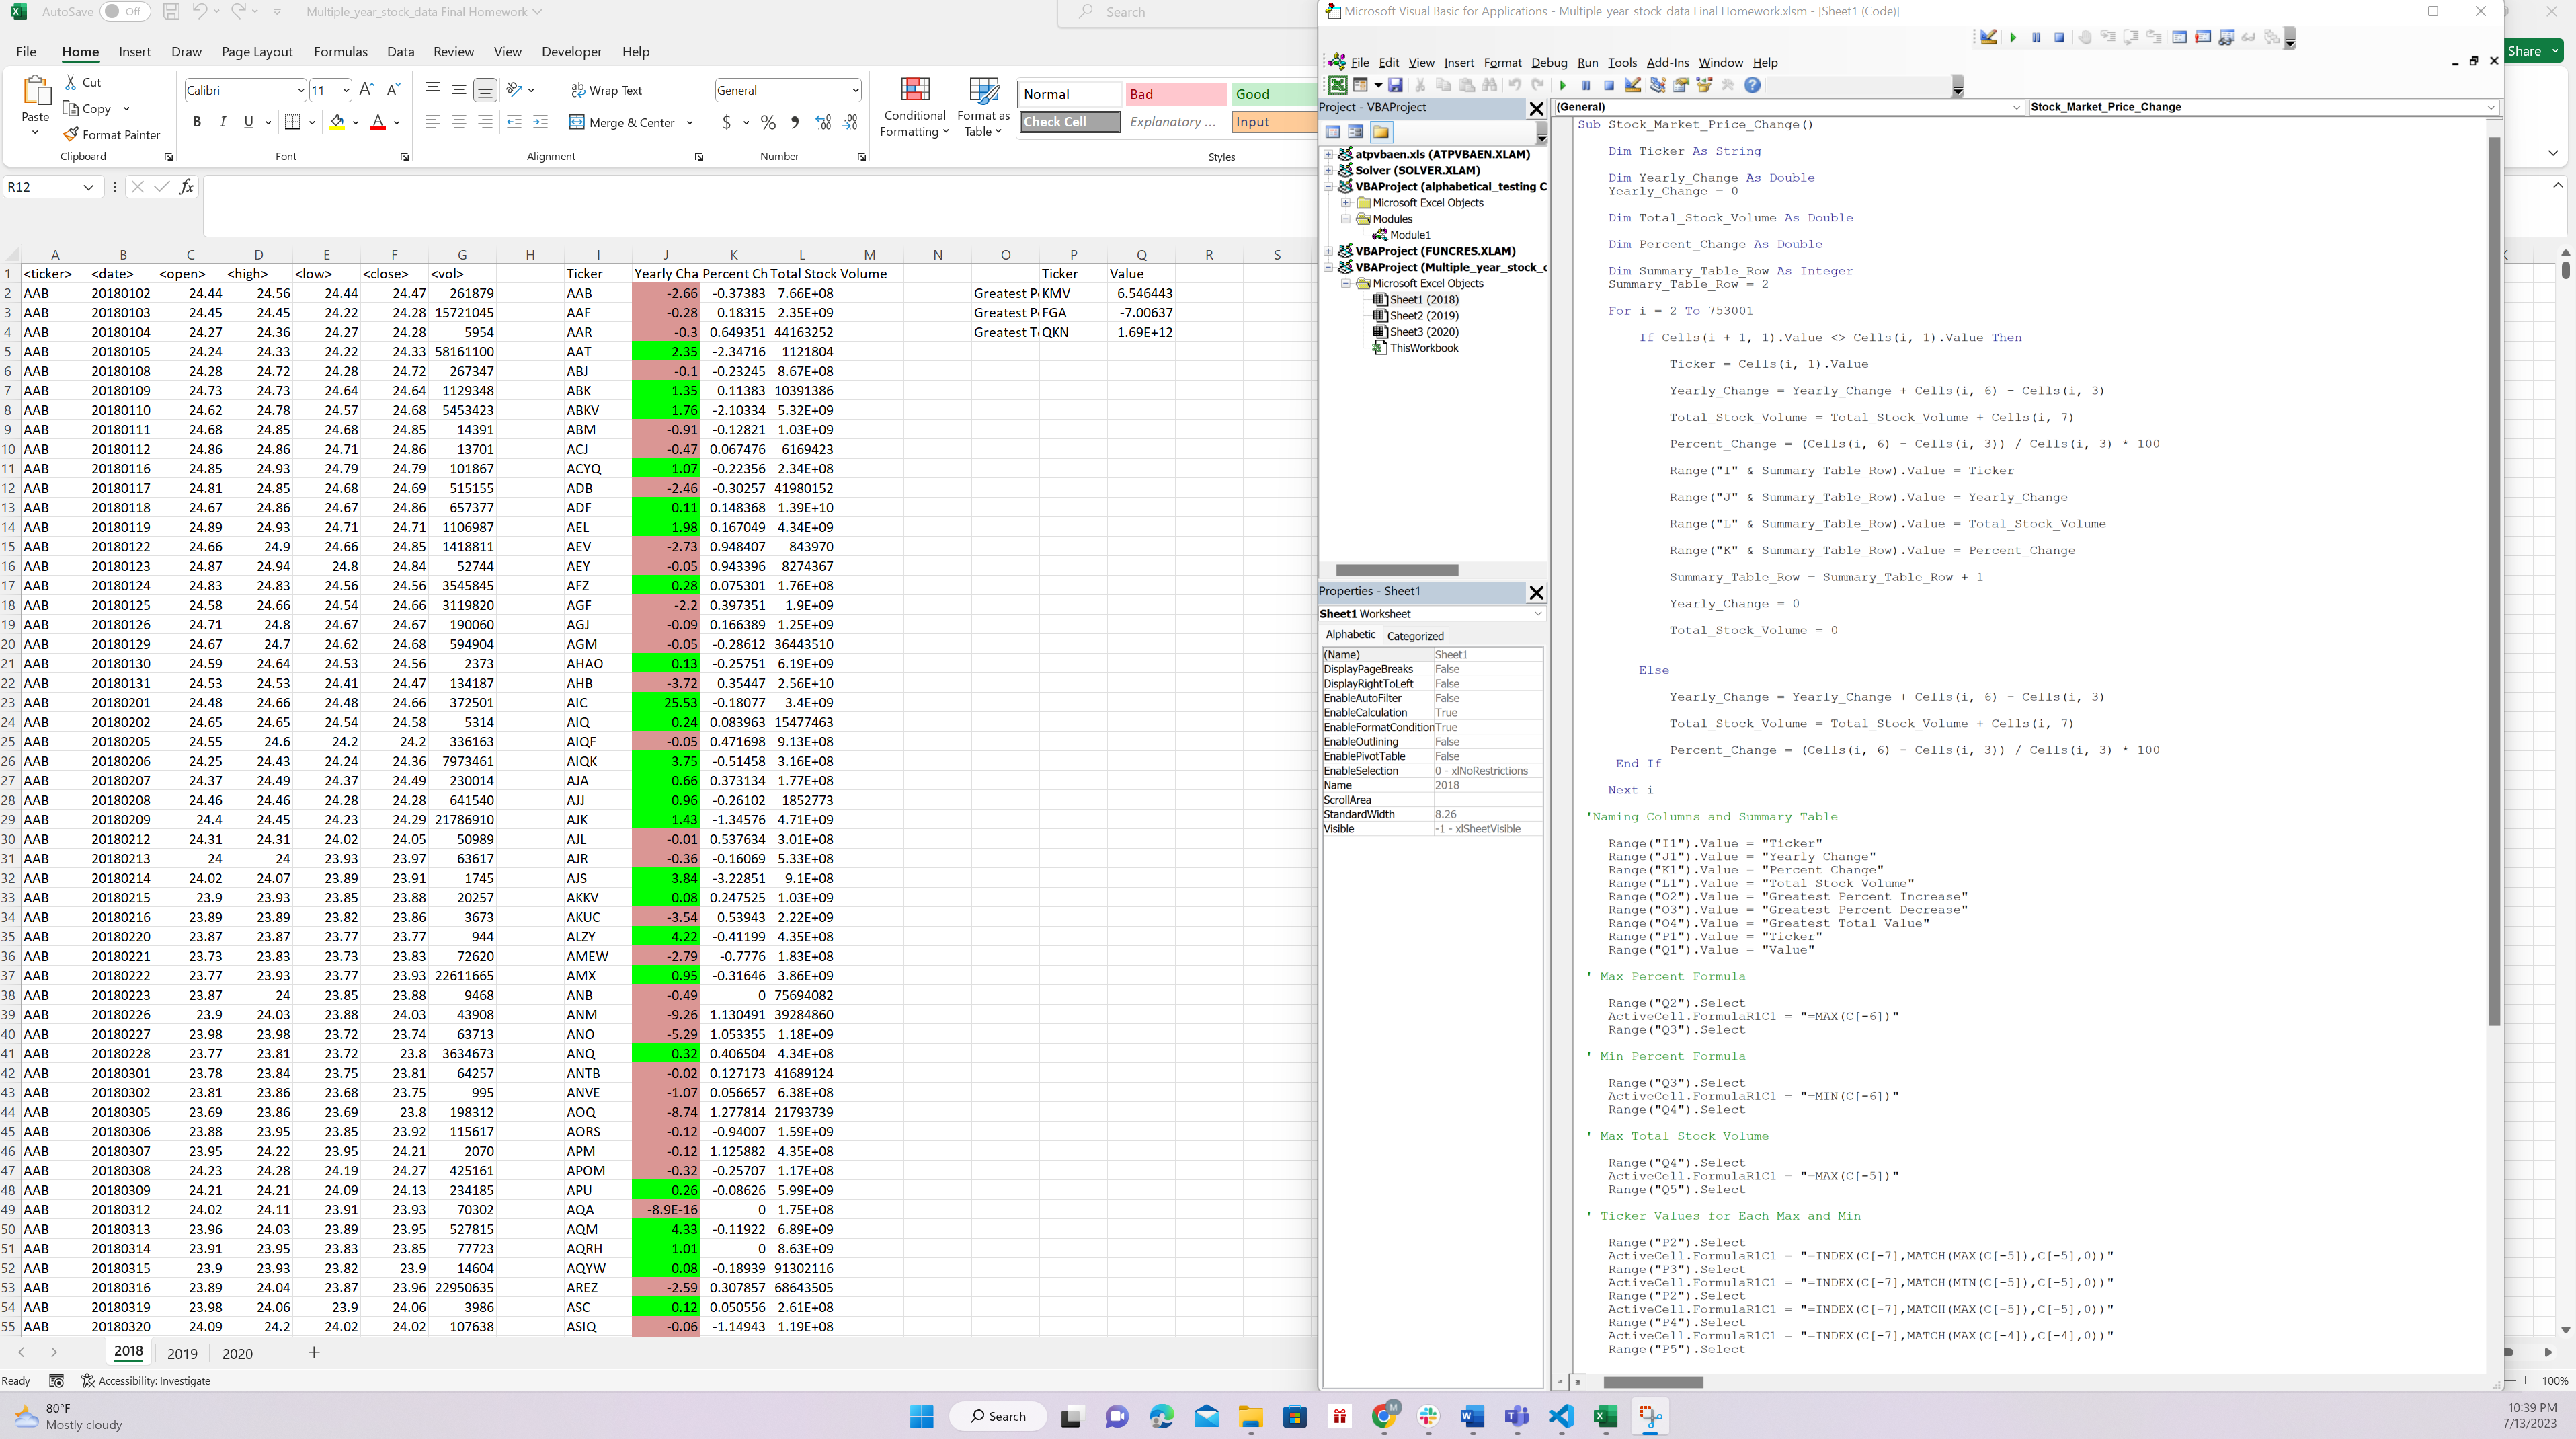 AutoSave Off Multiple_year_stock_data Final Homework Search
File Home Insert Draw Page Layout Formulas Data Review View Developer Help
Share
Paste
Cut
Copy
Format Painter
Clipboard
Calibri 11
B I U
Font
Wrap Text
Merge & Center
Alignment
General
$ %
Number
Conditional Formatting
Format as Table
Normal Bad Good
Check Cell Explanatory ... Input
Styles
R12 fx
A B C D E F G H I J K L M N O P Q R S
1 <ticker> <date> <open> <high> <low> <close> <vol> Ticker Yearly Cha Percent Ch Total Stock Volume Ticker Value
2 AAB 20180102 24.44 24.56 24.44 24.47 261879 AAB -2.66 -0.37383 7.66E+08 Greatest Pe KMV 6.546443
3 AAB 20180103 24.45 24.45 24.22 24.28 15721045 AAF -0.28 0.18315 2.35E+09 Greatest Pe FGA -7.00637
4 AAB 20180104 24.27 24.36 24.27 24.28 5954 AAR -0.3 0.649351 44163252 Greatest To QKN 1.69E+12
5 AAB 20180105 24.24 24.33 24.22 24.33 58161100 AAT 2.35 -2.34716 1121804
6 AAB 20180108 24.28 24.72 24.28 24.72 267347 ABJ -0.1 -0.23245 8.67E+08
7 AAB 20180109 24.73 24.73 24.64 24.64 1129348 ABK 1.35 0.11383 10391386
8 AAB 20180110 24.62 24.78 24.57 24.68 5453423 ABKV 1.76 -2.10334 5.32E+09
9 AAB 20180111 24.68 24.85 24.68 24.85 14391 ABM -0.91 -0.12821 1.03E+09
10 AAB 20180112 24.86 24.86 24.71 24.86 13701 ACJ -0.47 0.067476 6169423
11 AAB 20180116 24.85 24.93 24.79 24.79 101867 ACYQ 1.07 -0.22356 2.34E+08
12 AAB 20180117 24.81 24.85 24.68 24.69 515155 ADB -2.46 -0.30257 41980152
13 AAB 20180118 24.67 24.86 24.67 24.86 657377 ADF 0.11 0.148368 1.39E+10
14 AAB 20180119 24.89 24.93 24.71 24.71 1106987 AEL 1.98 0.167049 4.34E+09
15 AAB 20180122 24.66 24.9 24.66 24.85 1418811 AEV -2.73 0.948407 843970
16 AAB 20180123 24.87 24.94 24.8 24.84 52744 AEY -0.05 0.943396 8274367
17 AAB 20180124 24.83 24.83 24.56 24.56 3545845 AFZ 0.28 0.075301 1.76E+08
18 AAB 20180125 24.58 24.66 24.54 24.66 3119820 AGF -2.2 0.397351 1.9E+09
19 AAB 20180126 24.71 24.8 24.67 24.67 190060 AGJ -0.09 0.166389 1.25E+09
20 AAB 20180129 24.67 24.7 24.62 24.68 594904 AGM -0.05 -0.28612 36443510
21 AAB 20180130 24.59 24.64 24.53 24.56 2373 AHAO 0.13 -0.25751 6.19E+09
22 AAB 20180131 24.53 24.53 24.41 24.47 134187 AHB -3.72 0.35447 2.56E+10
23 AAB 20180201 24.48 24.66 24.48 24.66 372501 AIC 25.53 -0.18077 3.4E+09
24 AAB 20180202 24.65 24.65 24.54 24.58 5314 AIQ 0.24 0.083963 15477463
25 AAB 20180205 24.55 24.6 24.2 24.2 336163 AIQF -0.05 0.471698 9.13E+08
26 AAB 20180206 24.25 24.43 24.24 24.36 7973461 AIQK 3.75 -0.51458 3.16E+08
27 AAB 20180207 24.37 24.49 24.37 24.49 230014 AJA 0.66 0.373134 1.77E+08
28 AAB 20180208 24.46 24.46 24.28 24.28 641540 AJJ 0.96 -0.26102 1852773
29 AAB 20180209 24.4 24.45 24.23 24.29 21786910 AJK 1.43 -1.34576 4.71E+09
30 AAB 20180212 24.31 24.31 24.02 24.05 50989 AJL -0.01 0.537634 3.01E+08
31 AAB 20180213 24 24 23.93 23.97 63617 AJR -0.36 -0.16069 5.33E+08
32 AAB 20180214 24.02 24.07 23.89 23.91 1745 AJS 3.84 -3.22851 9.1E+08
33 AAB 20180215 23.9 23.93 23.85 23.88 20257 AKKV 0.08 0.247525 1.03E+09
34 AAB 20180216 23.89 23.89 23.82 23.86 3673 AKUC -3.54 0.53943 2.22E+09
35 AAB 20180220 23.87 23.87 23.77 23.77 944 ALZY 4.22 -0.41199 4.35E+08
36 AAB 20180221 23.73 23.83 23.73 23.83 72620 AMEW -2.79 -0.7776 1.83E+08
37 AAB 20180222 23.77 23.93 23.77 23.93 22611665 AMX 0.95 -0.31646 3.86E+09
38 AAB 20180223 23.87 24 23.85 23.88 9468 ANB -0.49 0 75694082
39 AAB 20180226 23.9 24.03 23.88 24.03 43908 ANM -9.26 1.130491 39284860
40 AAB 20180227 23.98 23.98 23.72 23.74 63713 ANO -5.29 1.053355 1.18E+09
41 AAB 20180228 23.77 23.81 23.72 23.8 3634673 ANQ 0.32 0.406504 4.34E+08
42 AAB 20180301 23.78 23.84 23.75 23.81 64257 ANTB -0.02 0.127173 41689124
43 AAB 20180302 23.81 23.86 23.68 23.75 995 ANVE -1.07 0.056657 6.38E+08
44 AAB 20180305 23.69 23.86 23.69 23.8 198312 AOQ -8.74 1.277814 21793739
45 AAB 20180306 23.88 23.95 23.85 23.92 115617 AORS -0.12 -0.94007 1.59E+09
46 AAB 20180307 23.95 24.22 23.95 24.21 2070 APM -0.12 1.125882 4.35E+08
47 AAB 20180308 24.23 24.28 24.19 24.27 425161 APOM -0.32 -0.25707 1.17E+08
48 AAB 20180309 24.21 24.21 24.09 24.13 234185 APU 0.26 -0.08626 5.99E+09
49 AAB 20180312 24.02 24.11 23.91 23.93 70302 AQA -8.9E-16 0 1.75E+08
50 AAB 20180313 23.96 24.03 23.89 23.95 527815 AQM 4.33 -0.11922 6.89E+09
51 AAB 20180314 23.91 23.95 23.83 23.85 77723 AQRH 1.01 0 8.63E+09
52 AAB 20180315 23.9 23.93 23.82 23.9 14604 AQYW 0.08 -0.18939 91302116
53 AAB 20180316 23.89 24.04 23.87 23.96 22950635 AREZ -2.59 0.307857 68643505
54 AAB 20180319 23.98 24.06 23.9 24.06 3986 ASC 0.12 0.050556 2.61E+08
55 AAB 20180320 24.09 24.2 24.02 24.02 107638 ASIQ -0.06 -1.14943 1.19E+08
2018 2019 2020
Ready Accessibility: Investigate
100%
Microsoft Visual Basic for Applications - Multiple_year_stock_data Final Homework.xlsm - [Sheet1 (Code)]
File Edit View Insert Format Debug Run Tools Add-Ins Window Help
Project - VBAProject
atpvbaen.xls (ATPVBAEN.XLAM)
Solver (SOLVER.XLAM)
VBAProject (alphabetical_testing C
Microsoft Excel Objects
Modules
Module1
VBAProject (FUNCRES.XLAM)
VBAProject (Multiple_year_stock_d
Microsoft Excel Objects
Sheet1 (2018)
Sheet2 (2019)
Sheet3 (2020)
ThisWorkbook
Properties - Sheet1
Sheet1 Worksheet
Alphabetic Categorized
(Name) Sheet1
DisplayPageBreaks False
DisplayRightToLeft False
EnableAutoFilter False
EnableCalculation True
EnableFormatCondition True
EnableOutlining False
EnablePivotTable False
EnableSelection 0 - xlNoRestrictions
Name 2018
ScrollArea
StandardWidth 8.26
Visible -1 - xlSheetVisible
(General) Stock_Market_Price_Change
Sub Stock_Market_Price_Change()
Dim Ticker As String
Dim Yearly_Change As Double
Yearly_Change = 0
Dim Total_Stock_Volume As Double
Dim Percent_Change As Double
Dim Summary_Table_Row As Integer
Summary_Table_Row = 2
For i = 2 To 753001
If Cells(i + 1, 1).Value <> Cells(i, 1).Value Then
Ticker = Cells(i, 1).Value
Yearly_Change = Yearly_Change + Cells(i, 6) - Cells(i, 3)
Total_Stock_Volume = Total_Stock_Volume + Cells(i, 7)
Percent_Change = (Cells(i, 6) - Cells(i, 3)) / Cells(i, 3) * 100
Range("I" & Summary_Table_Row).Value = Ticker
Range("J" & Summary_Table_Row).Value = Yearly_Change
Range("L" & Summary_Table_Row).Value = Total_Stock_Volume
Range("K" & Summary_Table_Row).Value = Percent_Change
Summary_Table_Row = Summary_Table_Row + 1
Yearly_Change = 0
Total_Stock_Volume = 0
Else
Yearly_Change = Yearly_Change + Cells(i, 6) - Cells(i, 3)
Total_Stock_Volume = Total_Stock_Volume + Cells(i, 7)
Percent_Change = (Cells(i, 6) - Cells(i, 3)) / Cells(i, 3) * 100
End If
Next i
'Naming Columns and Summary Table
Range("I1").Value = "Ticker"
Range("J1").Value = "Yearly Change"
Range("K1").Value = "Percent Change"
Range("L1").Value = "Total Stock Volume"
Range("O2").Value = "Greatest Percent Increase"
Range("O3").Value = "Greatest Percent Decrease"
Range("O4").Value = "Greatest Total Value"
Range("P1").Value = "Ticker"
Range("Q1").Value = "Value"
' Max Percent Formula
Range("Q2").Select
ActiveCell.FormulaR1C1 = "=MAX(C[-6])"
Range("Q3").Select
' Min Percent Formula
Range("Q3").Select
ActiveCell.FormulaR1C1 = "=MIN(C[-6])"
Range("Q4").Select
' Max Total Stock Volume
Range("Q4").Select
ActiveCell.FormulaR1C1 = "=MAX(C[-5])"
Range("Q5").Select
' Ticker Values for Each Max and Min
Range("P2").Select
ActiveCell.FormulaR1C1 = "=INDEX(C[-7],MATCH(MAX(C[-5]),C[-5],0))"
Range("P3").Select
ActiveCell.FormulaR1C1 = "=INDEX(C[-7],MATCH(MIN(C[-5]),C[-5],0))"
Range("P2").Select
ActiveCell.FormulaR1C1 = "=INDEX(C[-7],MATCH(MAX(C[-5]),C[-5],0))"
Range("P4").Select
ActiveCell.FormulaR1C1 = "=INDEX(C[-7],MATCH(MAX(C[-4]),C[-4],0))"
Range("P5").Select
80°F
Mostly cloudy
Search
10:39 PM
7/13/2023